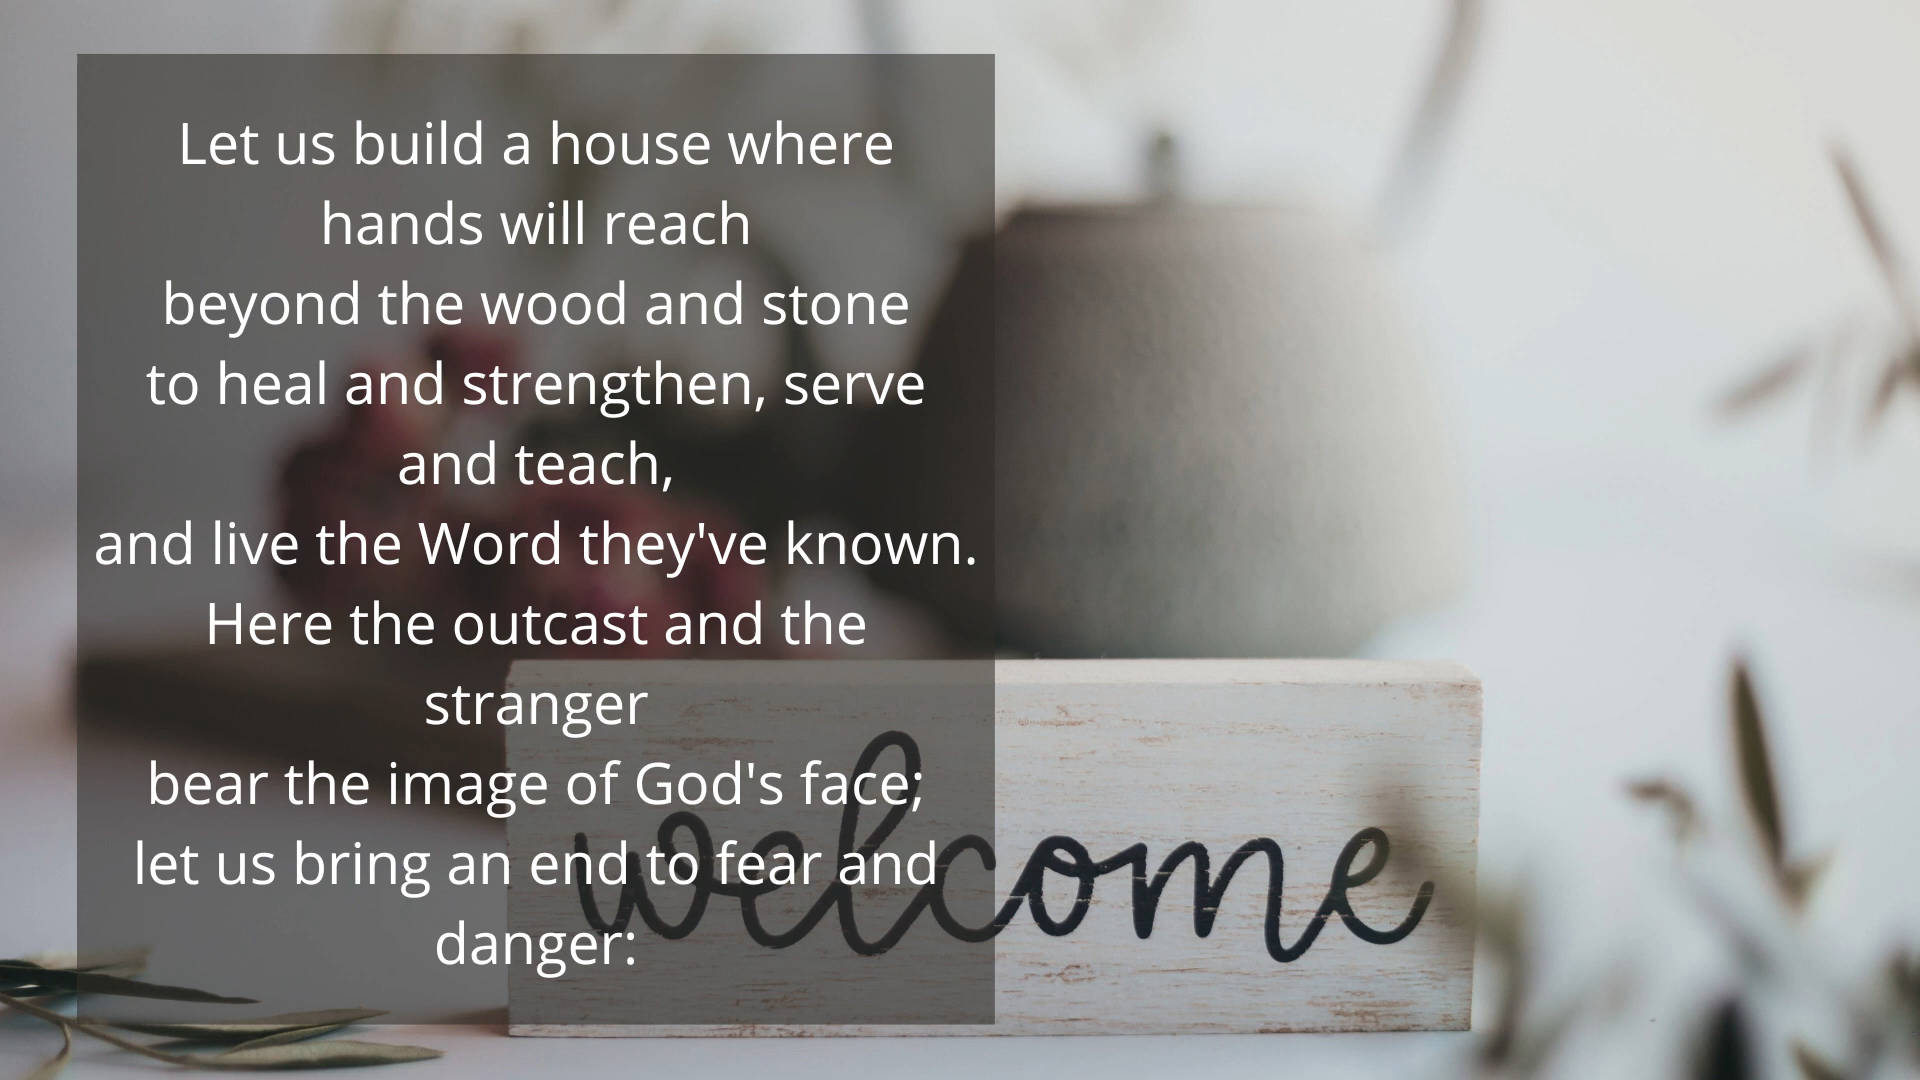 Let us build a house where
hands will reach
beyond the wood and stone
to heal and strengthen, serve
and teach,
and live the Word they've known.
Here the outcast and the
stranger
bear the image of God's face;
let us bring an end to fear and
danger:
welcome